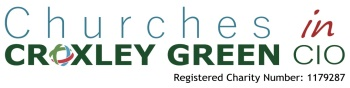 Churches in
CROXLEY GREEN CIO
Registered Charity Number: 1179287